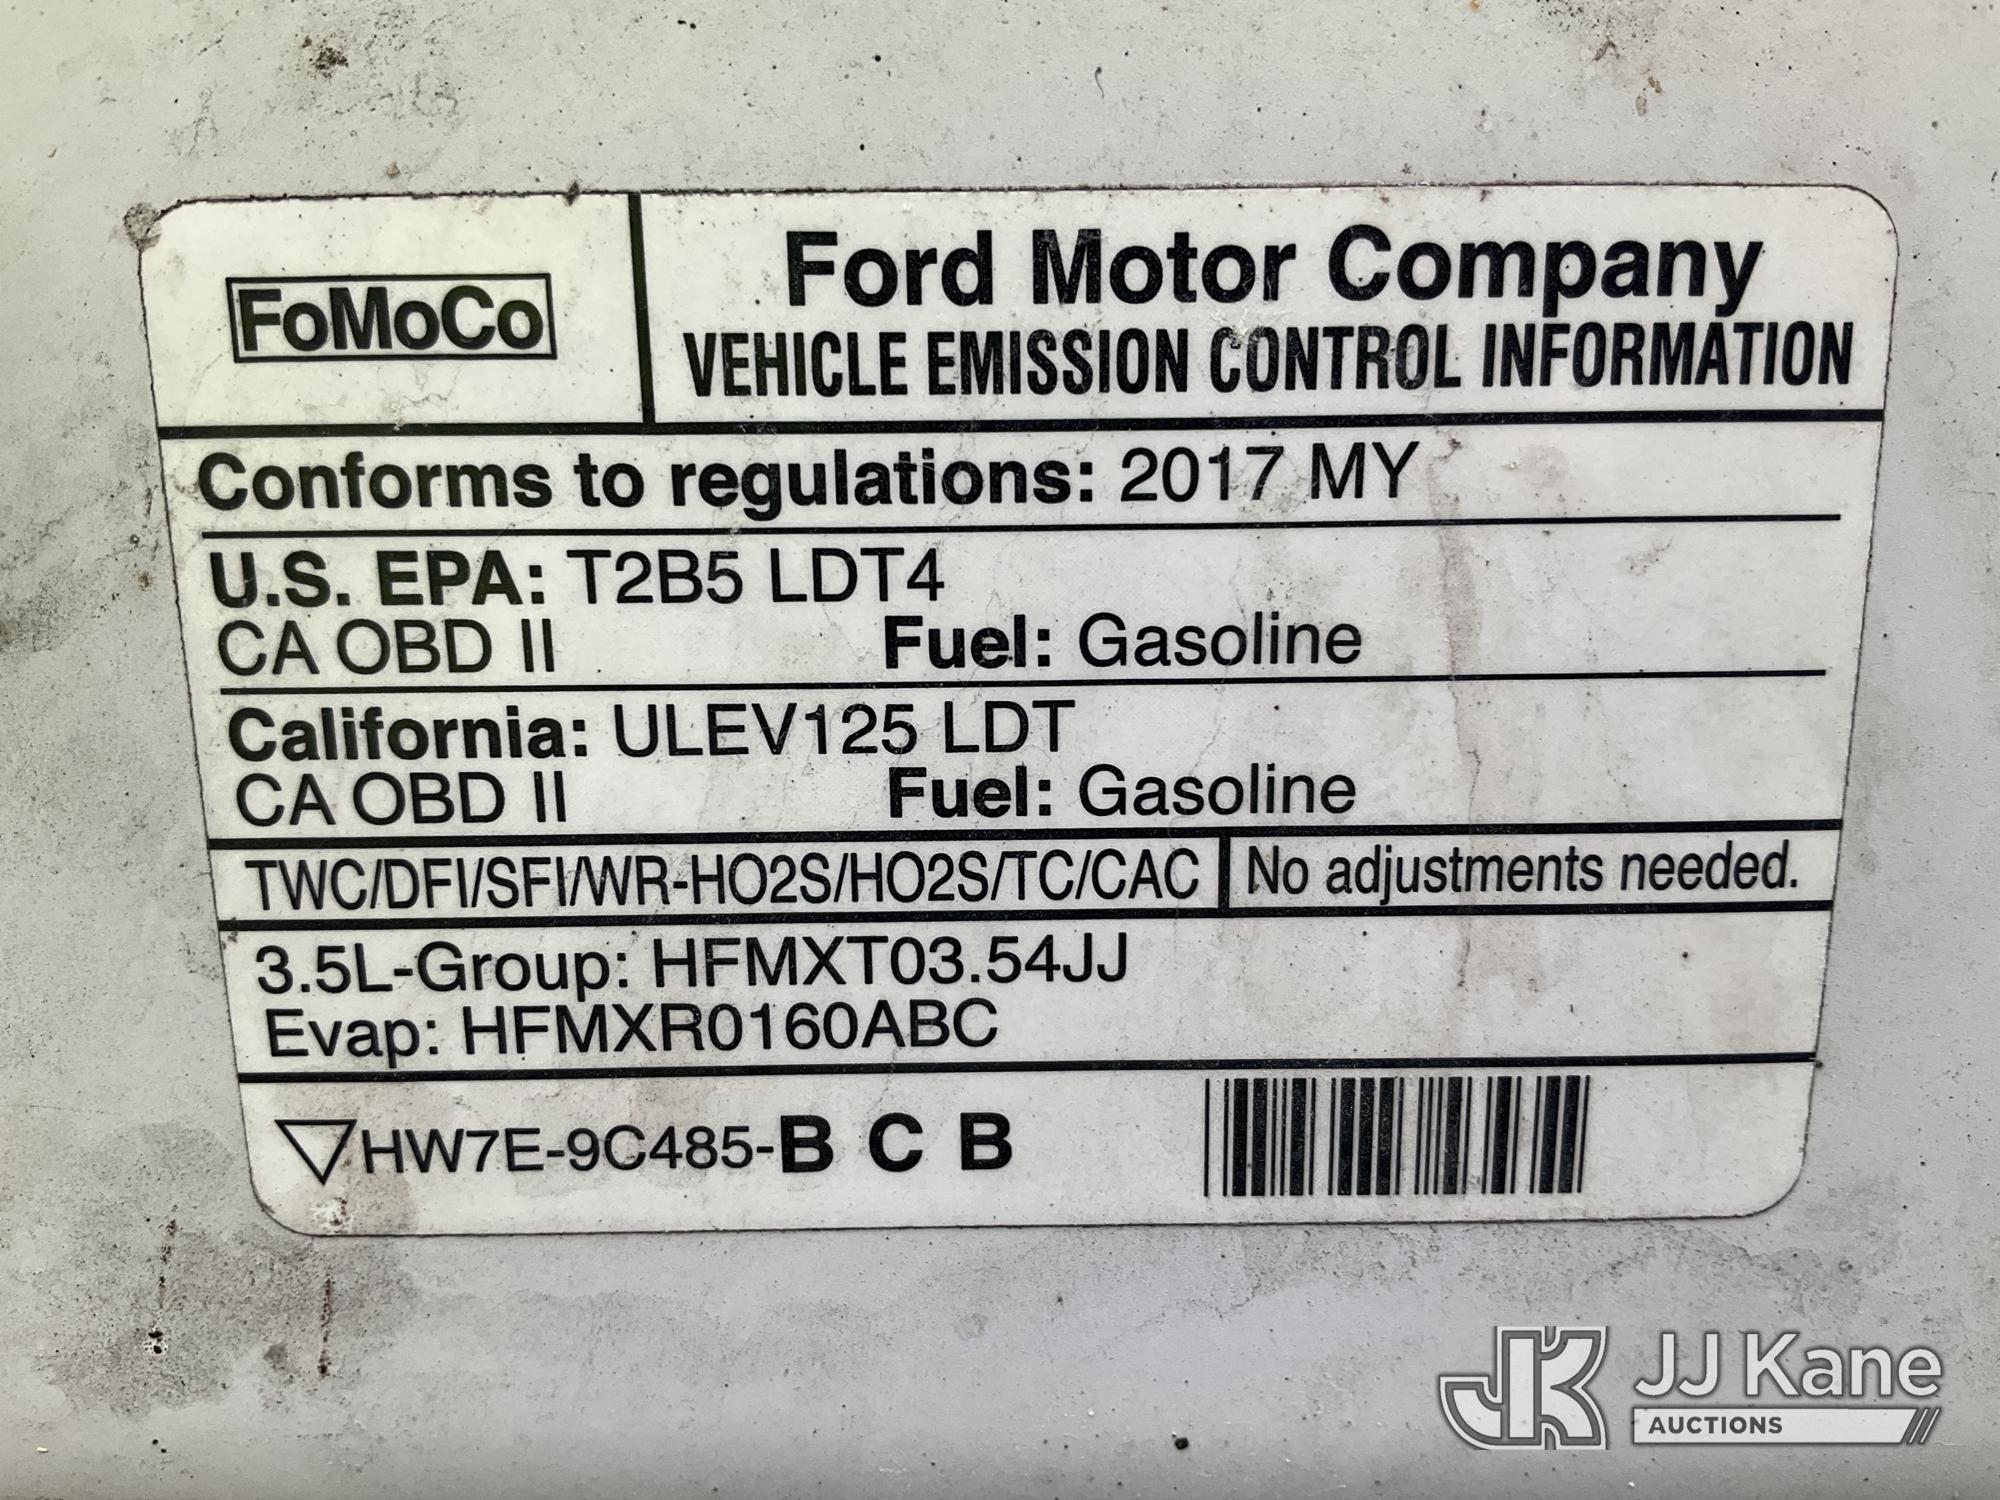 FoMoCo
Ford Motor Company
VEHICLE EMISSION CONTROL INFORMATION
Conforms to regulations: 2017 MY
U.S. EPA: T2B5 LDT4
CA OBD II Fuel: Gasoline
California: ULEV125 LDT
CA OBD II Fuel: Gasoline
TWC/DFI/SFI/WR-HO2S/HO2S/TC/CAC No adjustments needed.
3.5L-Group: HFMXT03.54JJ
Evap: HFMXR0160ABC
HW7E-9C485-B C B
JK JJ Kane
AUCTIONS